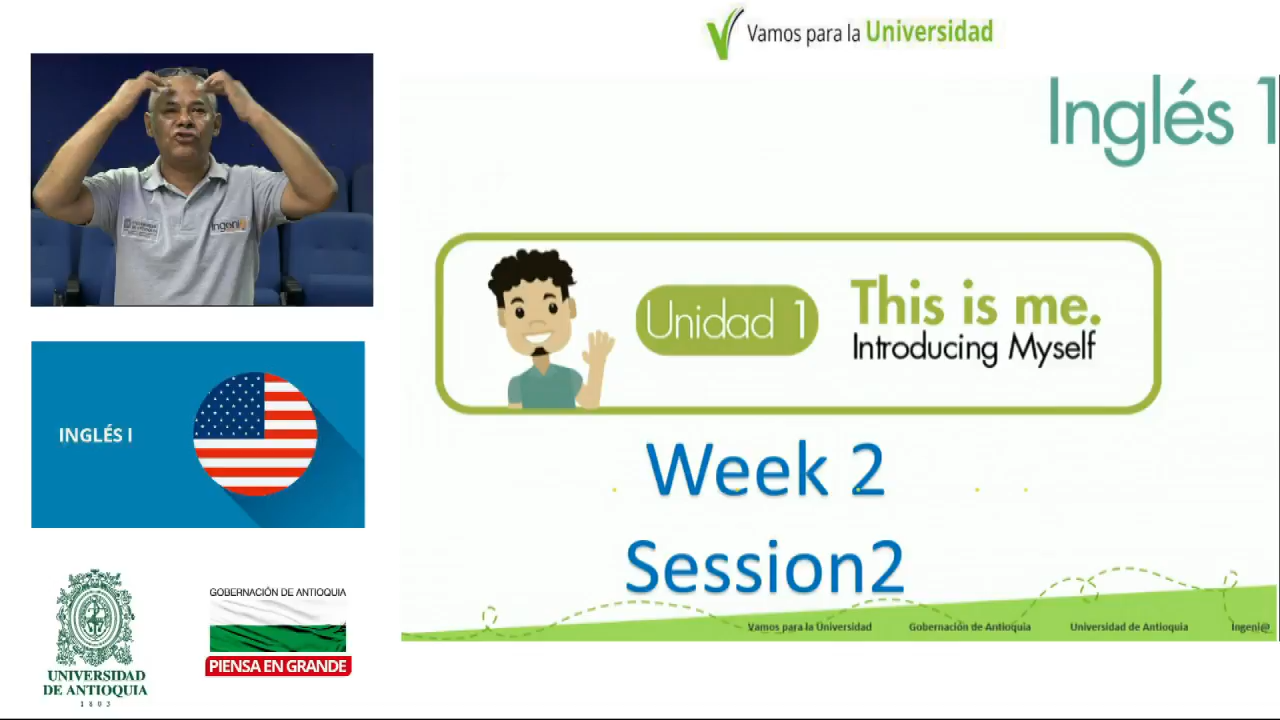 Vamos para la Universidad
Inglés 1
Unidad 1
This is me.
Introducing Myself
Week 2
Session2
Vamos para la Universidad
Gobernación de Antioquia
Universidad de Antioquia
Ingeni@
Ingeni@
INGLÉS I
UNIVERSIDAD
DE ANTIOQUIA
1803
GOBERNACIÓN DE ANTIOQUIA
PIENSA EN GRANDE